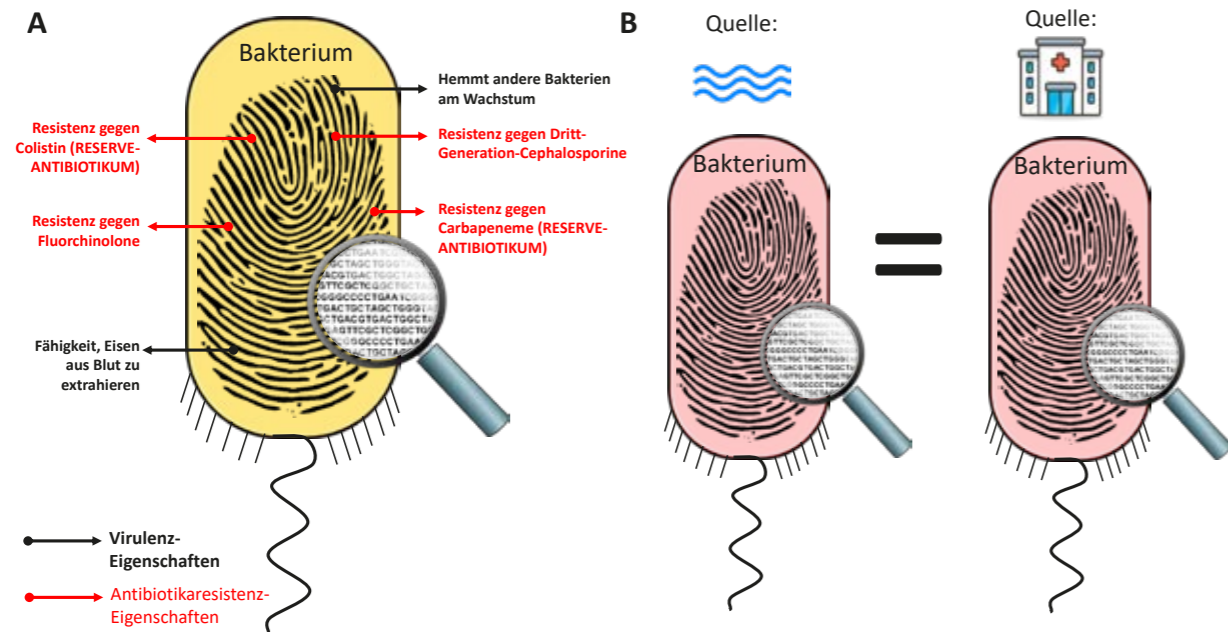 A
Bakterium
Hemmt andere Bakterien
am Wachstum
Resistenz gegen
Colistin (RESERVE-
ANTIBIOTIKUM)
Resistenz gegen Dritt-
Generation-Cephalosporine
Resistenz gegen
Fluorchinolone
Resistenz gegen
Carbapeneme (RESERVE-
ANTIBIOTIKUM)
Fähigkeit, Eisen
aus Blut zu
extrahieren
Virulenz-
Eigenschaften
Antibiotikaresistenz-
Eigenschaften
B
Quelle:
Bakterium
=
Quelle:
Bakterium